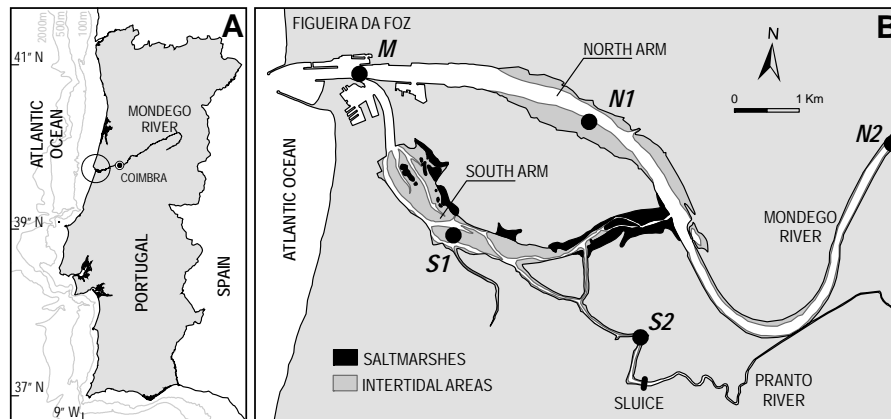 A
2000m
500m
100m
41" N
ATLANTIC
OCEAN
MONDEGO
RIVER
COIMBRA
39" N
PORTUGAL
SPAIN
37" N
9" W
B
FIGUEIRA DA FOZ
M
NORTH ARM
N
N1
0 1 Km
N2
ATLANTIC OCEAN
SOUTH ARM
MONDEGO
RIVER
S1
S2
SALTMARSHES
INTERTIDAL AREAS
SLUICE
PRANTO
RIVER